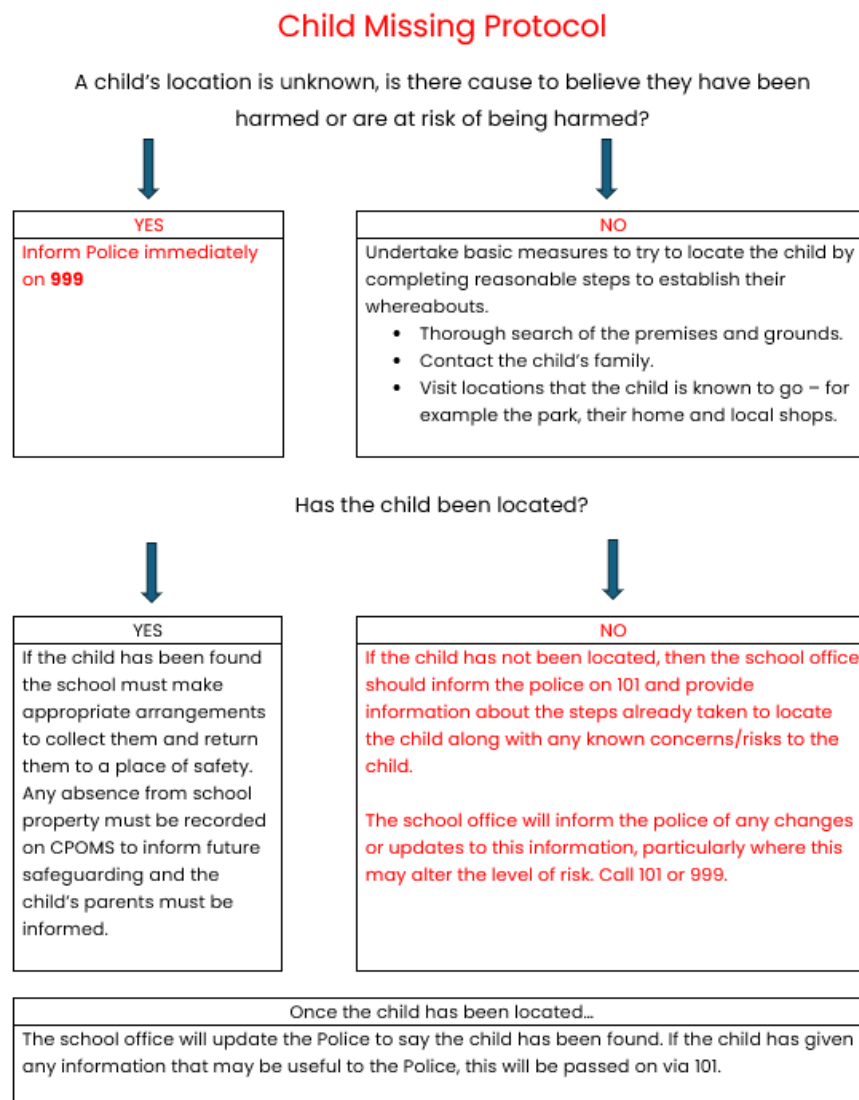 Child Missing Protocol
A child's location is unknown, is there cause to believe they have been
harmed or are at risk of being harmed?
YES
Inform Police immediately
on 999
NO
Undertake basic measures to try to locate the child by
completing reasonable steps to establish their
whereabouts.
• Thorough search of the premises and grounds.
• Contact the child's family.
• Visit locations that the child is known to go – for
example the park, their home and local shops.
Has the child been located?
YES
If the child has been found
the school must make
appropriate arrangements
to collect them and return
them to a place of safety.
Any absence from school
property must be recorded
on CPOMS to inform future
safeguarding and the
child's parents must be
informed.
NO
If the child has not been located, then the school office
should inform the police on 101 and provide
information about the steps already taken to locate
the child along with any known concerns/risks to the
child.
The school office will inform the police of any changes
or updates to this information, particularly where this
may alter the level of risk. Call 101 or 999.
Once the child has been located…
The school office will update the Police to say the child has been found. If the child has given
any information that may be useful to the Police, this will be passed on via 101.